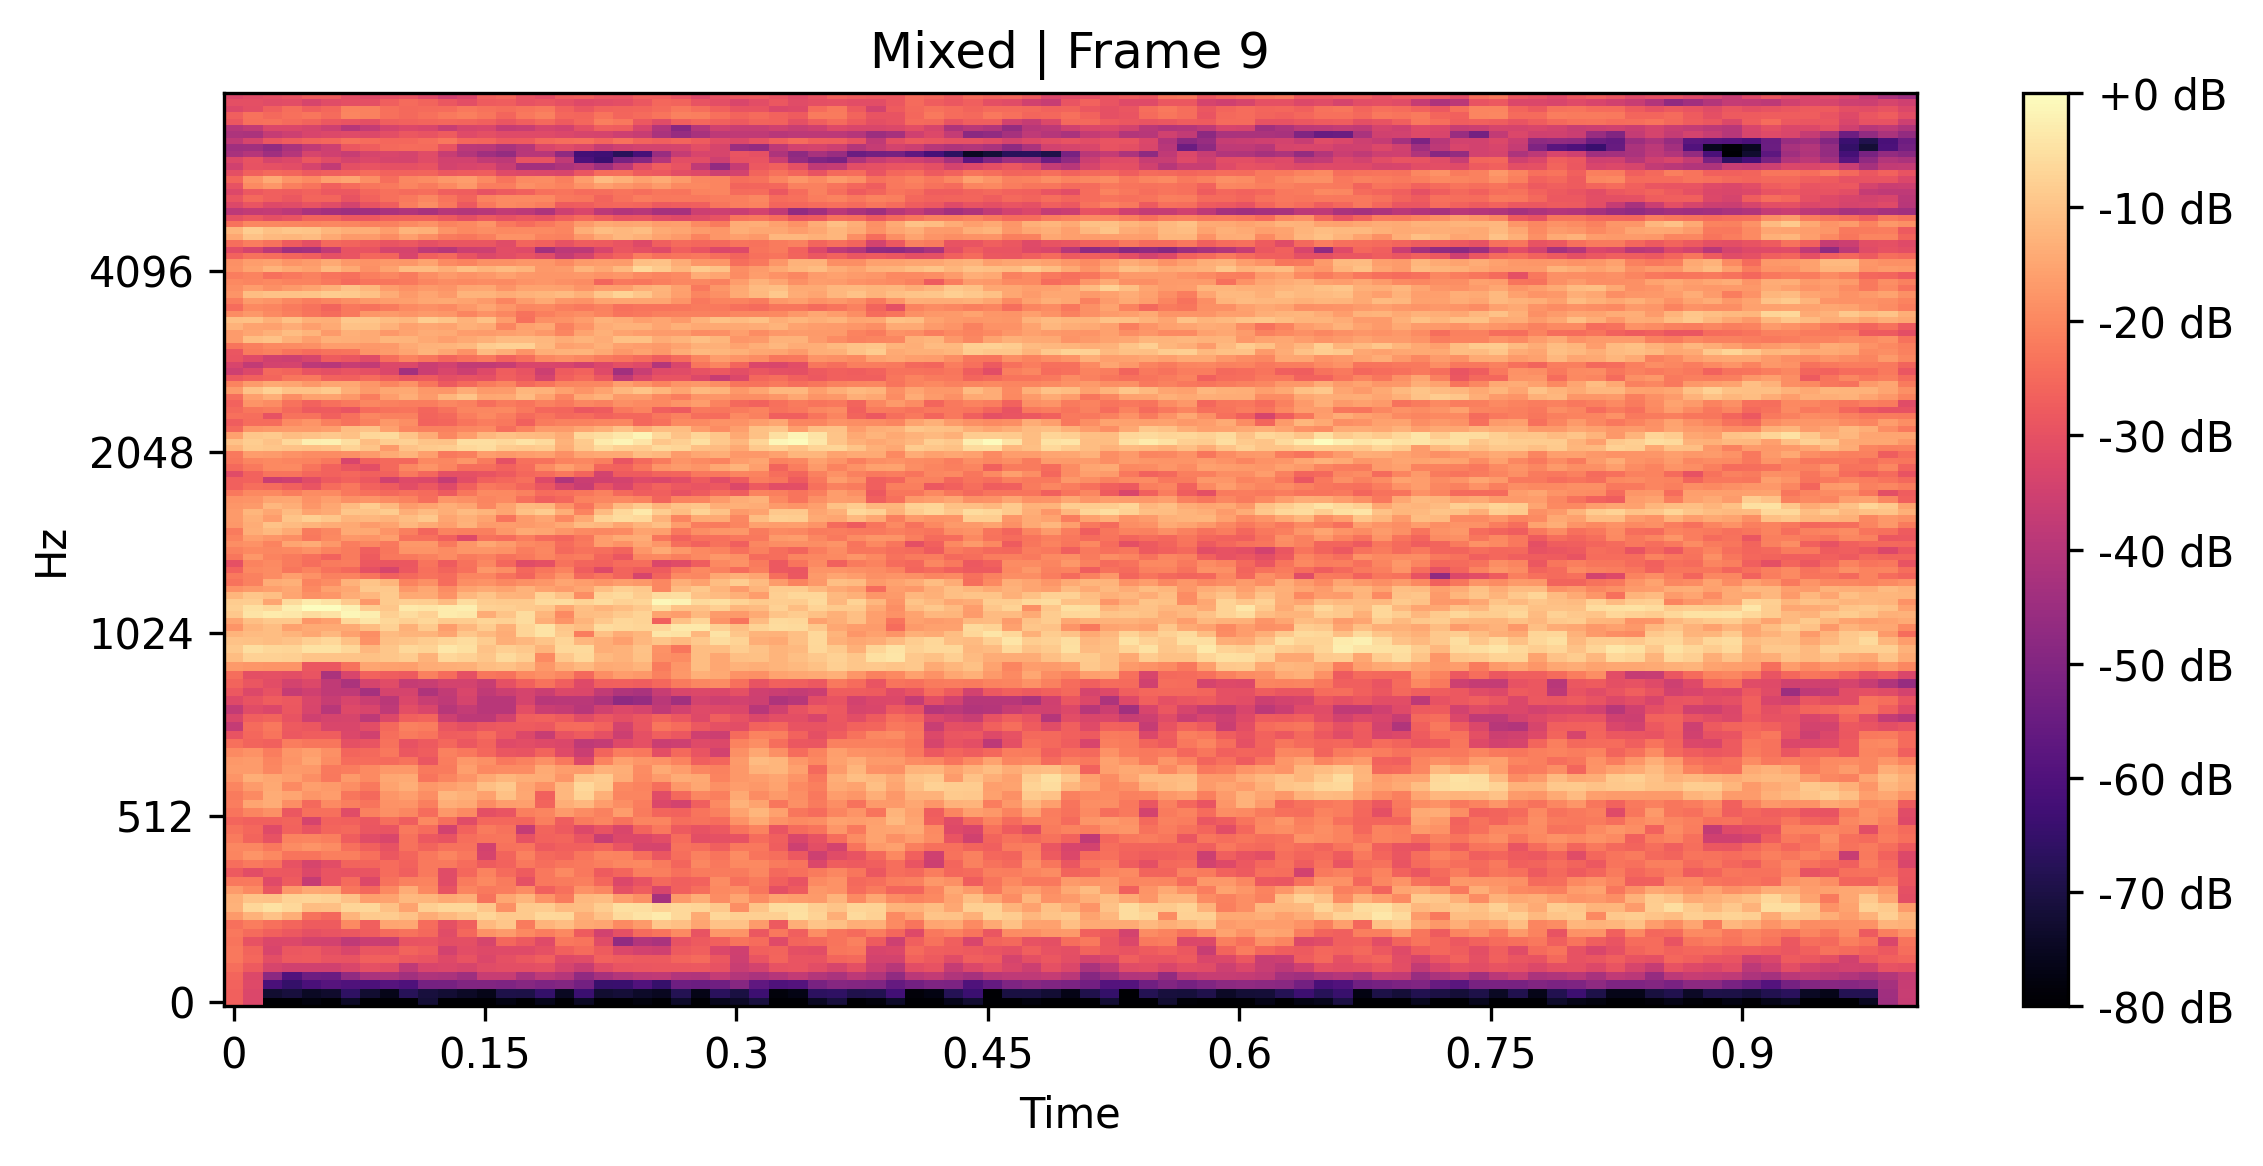 Mixed | Frame 9
Hz
4096
2048
1024
512
0
0 0.15 0.3 0.45 0.6 0.75 0.9
Time
+0 dB
-10 dB
-20 dB
-30 dB
-40 dB
-50 dB
-60 dB
-70 dB
-80 dB